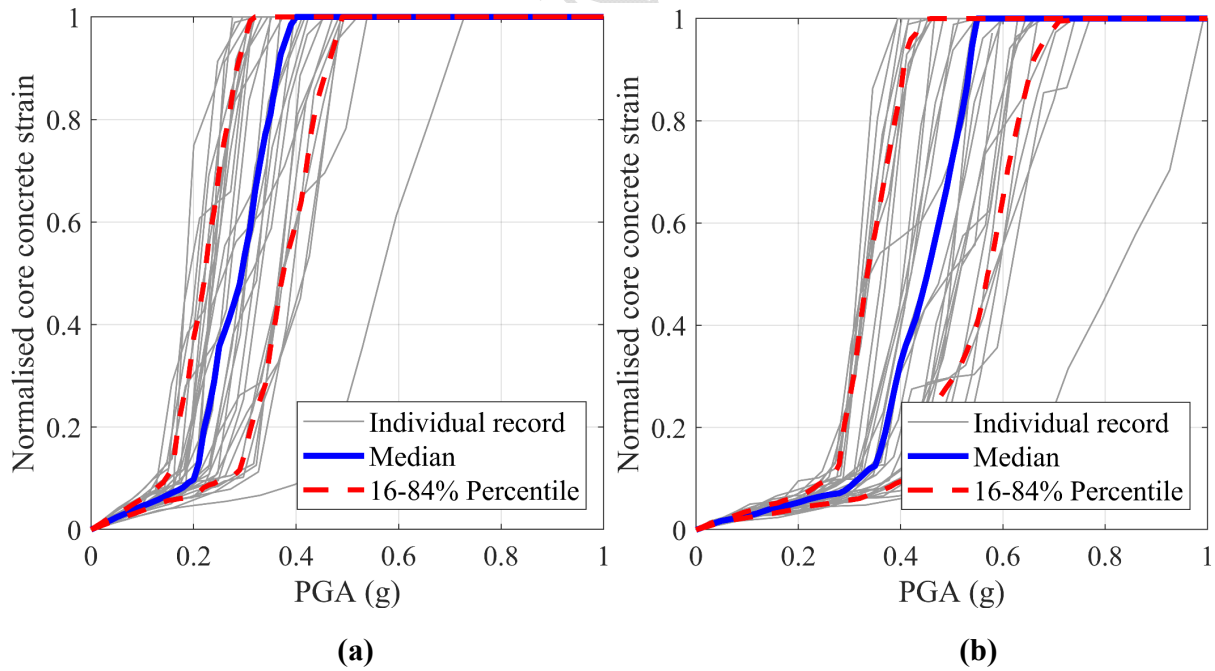 1
0.8
0.6
0.4
0.2
0
Normalised core concrete strain
0 0.2 0.4 0.6 0.8 1
PGA (g)
Individual record
Median
16-84% Percentile
(a)
1
0.8
0.6
0.4
0.2
0
Normalised core concrete strain
0 0.2 0.4 0.6 0.8 1
PGA (g)
Individual record
Median
16-84% Percentile
(b)